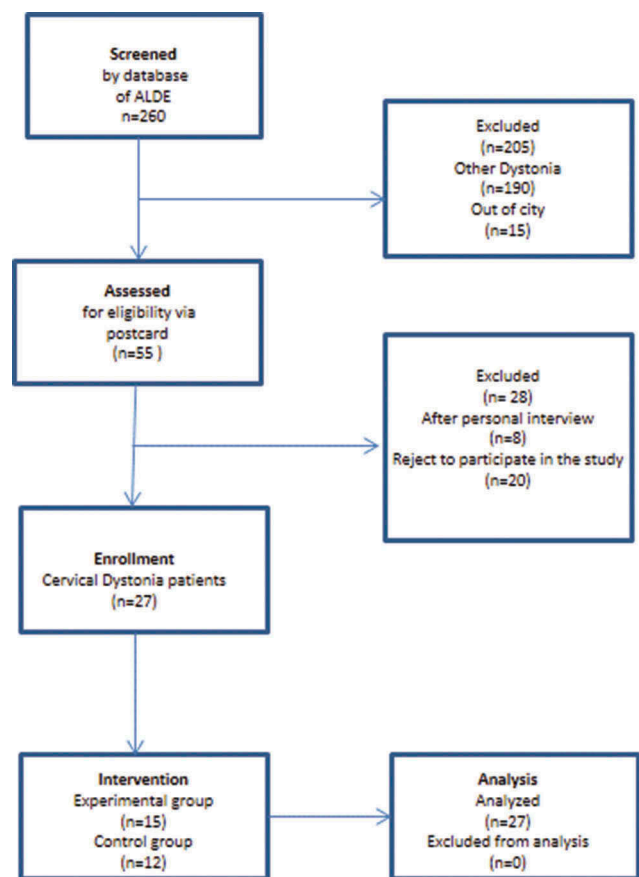 Screened
by database
of ALDE
n=260
Excluded
(n=205)
Other Dystonia
(n=190)
Out of city
(n=15)
Assessed
for eligibility via
postcard
(n=55 )
Excluded
(n= 28)
After personal interview
(n=8)
Reject to participate in the study
(n=20)
Enrollment
Cervical Dystonia patients
(n=27)
Intervention
Experimental group
(n=15)
Control group
(n=12)
Analysis
Analyzed
(n=27)
Excluded from analysis
(n=0)